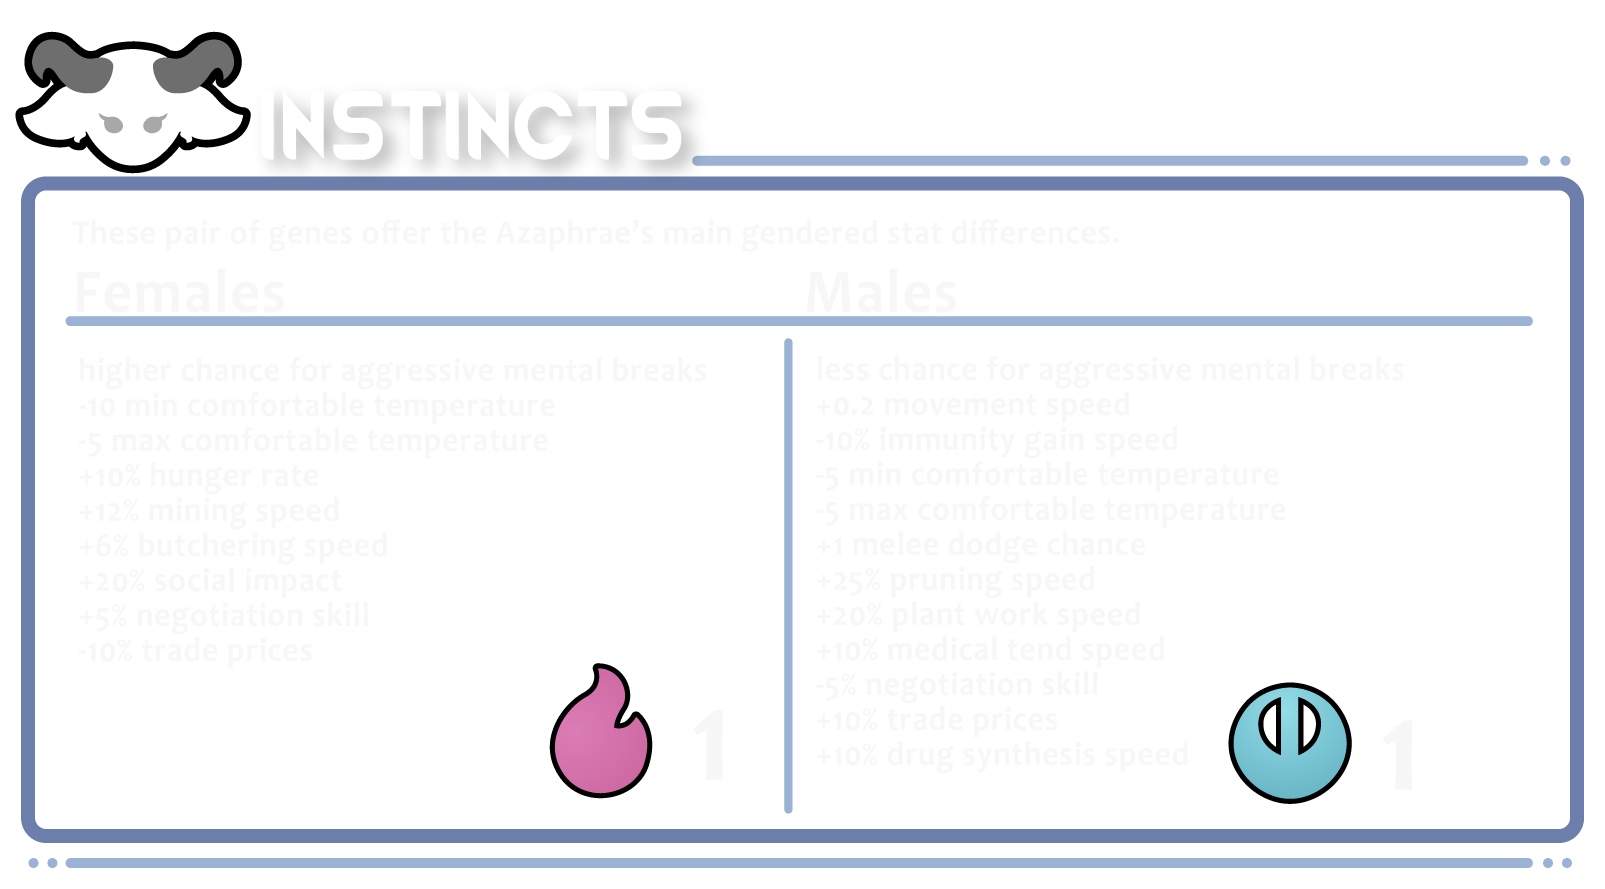 INSTINCTS
These pair of genes offer the Azaphrae’s main gendered stat differences.
Females
Males
higher chance for aggressive mental breaks
-10 min comfortable temperature
-5 max comfortable temperature
+10% hunger rate
+12% mining speed
+6% butchering speed
+20% social impact
+5% negotiation skill
-10% trade prices
1
less chance for aggressive mental breaks
+0.2 movement speed
-10% immunity gain speed
-5 min comfortable temperature
-5 max comfortable temperature
+1 melee dodge chance
+25% pruning speed
+20% plant work speed
+10% medical tend speed
-5% negotiation skill
+10% trade prices
+10% drug synthesis speed
1